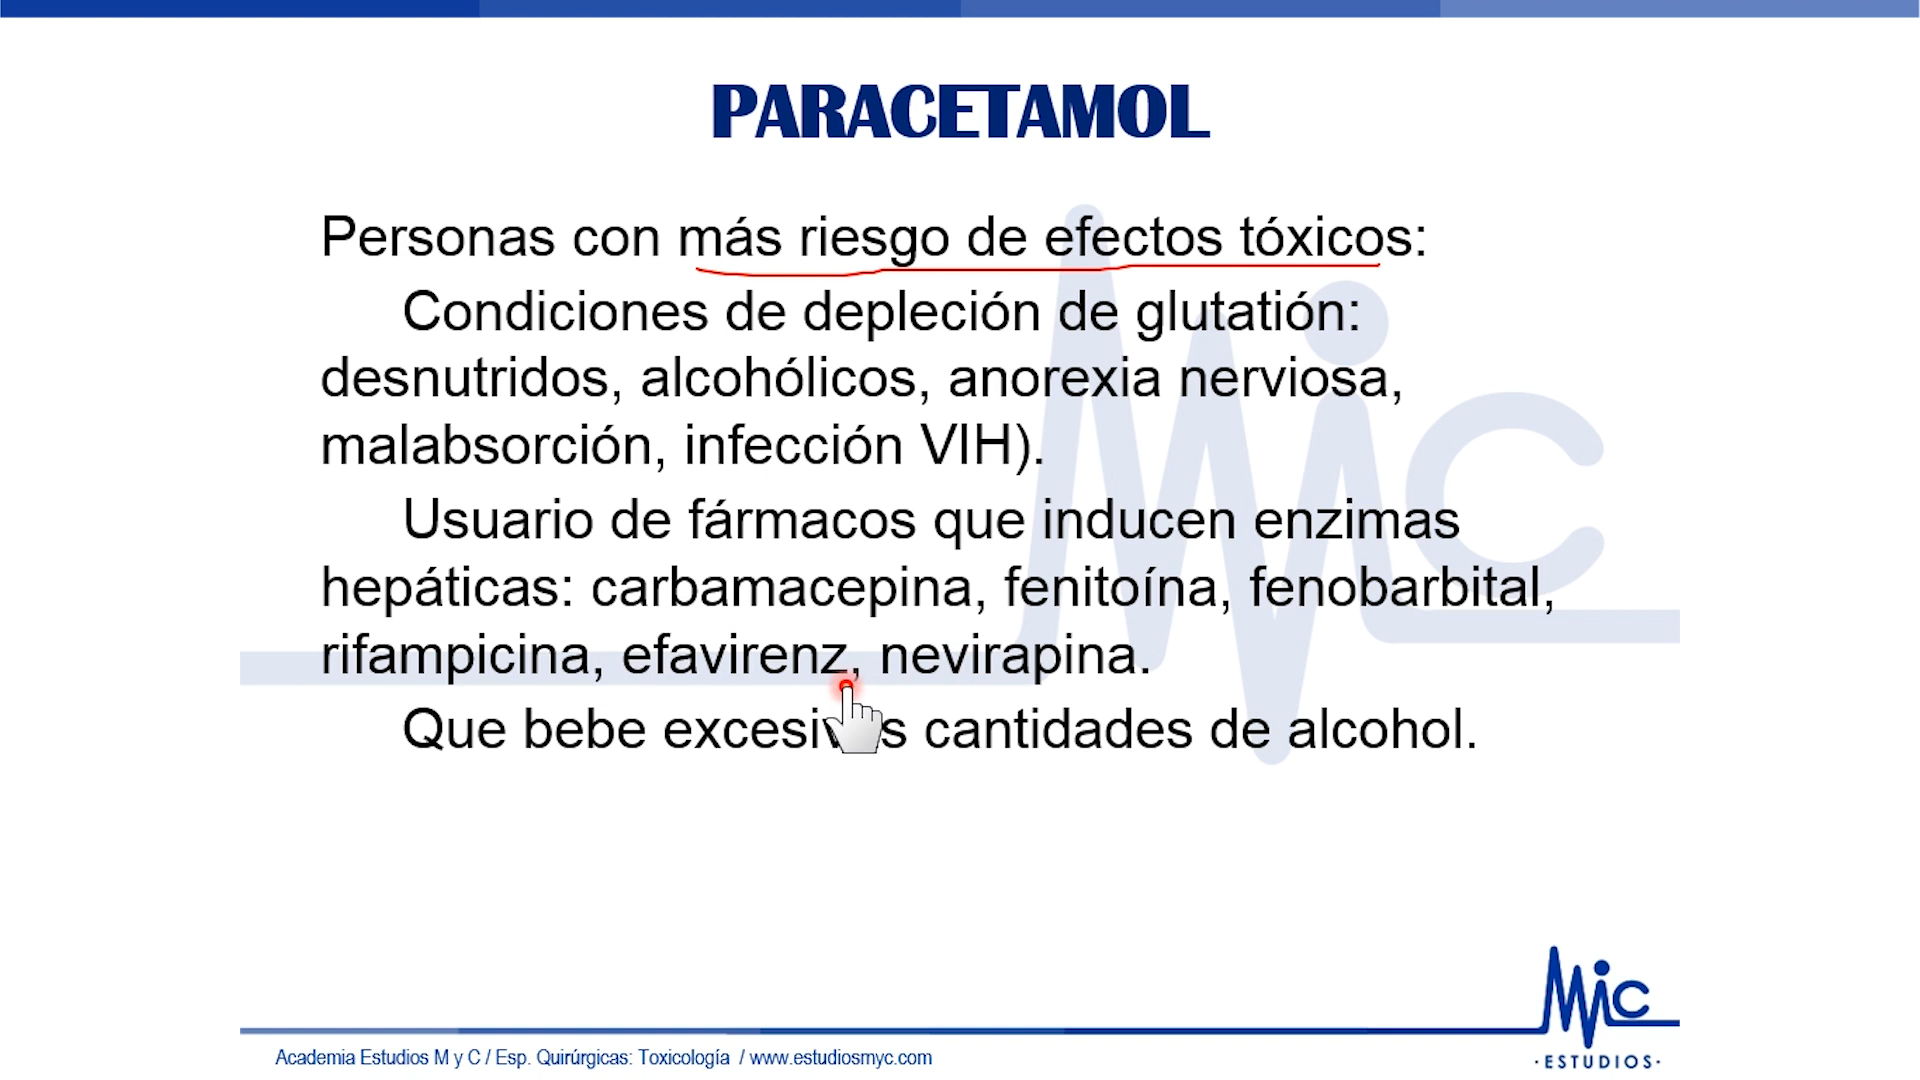 PARACETAMOL
Personas con más riesgo de efectos tóxicos:
Condiciones de depleción de glutatión:
desnutridos, alcohólicos, anorexia nerviosa,
malabsorción, infección VIH).
Usuario de fármacos que inducen enzimas
hepáticas: carbamacepina, fenitoína, fenobarbital,
rifampicina, efavirenz, nevirapina.
Que bebe excesivas cantidades de alcohol.
MiC
MiC
·ESTUDIOS·
Academia Estudios M y C / Esp. Quirúrgicas: Toxicología / www.estudiosmyc.com